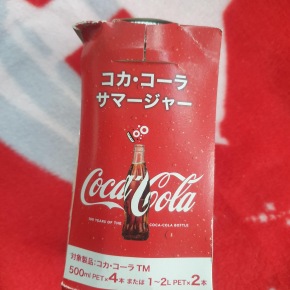 コカ・コーラ
サマージャー
100
Coca-Cola
100 YEARS OF THE COCA-COLA BOTTLE
対象製品：コカ・コーラTM
500ml PET×4本 または 1～2L PET×2本